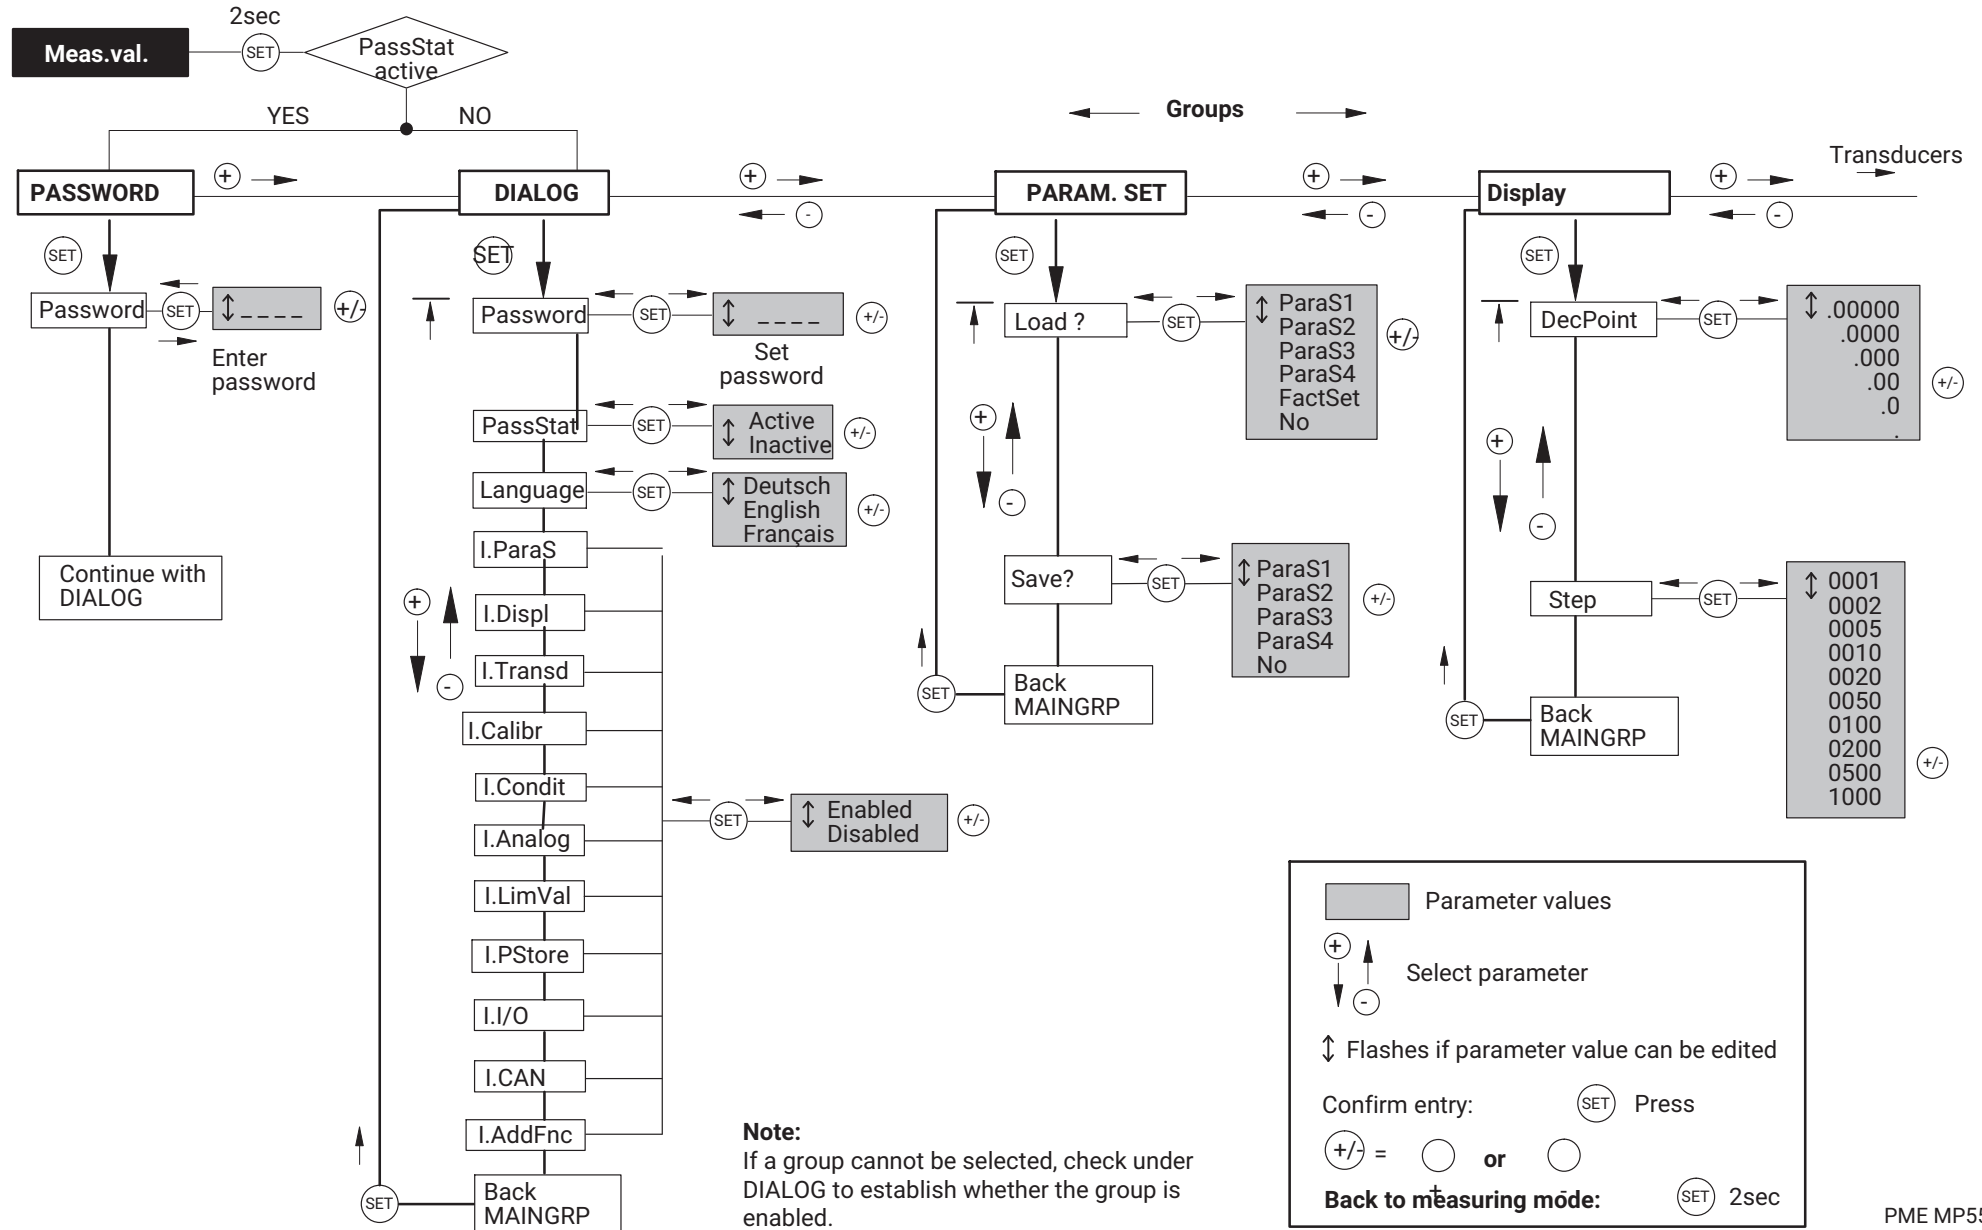 2sec
Meas.val.
SET
PassStat
active
YES
NO
Groups
Transducers
PASSWORD
+
DIALOG
+
-
PARAM. SET
+
-
Display
+
-
SET
Password
SET
_ _ _ _
+/-
Enter
password
Continue with
DIALOG
SET
Password
SET
_ _ _ _
+/-
Set
password
PassStat
SET
Active
Inactive
+/-
Language
SET
Deutsch
English
Français
+/-
I.ParaS
I.Displ
I.Transd
I.Calibr
I.Condit
I.Analog
I.LimVal
I.PStore
I.I/O
I.CAN
I.AddFnc
+
-
SET
Enabled
Disabled
+/-
SET
Back
MAINGRP
SET
Load ?
SET
ParaS1
ParaS2
ParaS3
ParaS4
FactSet
No
+/-
+
-
Save?
SET
ParaS1
ParaS2
ParaS3
ParaS4
No
+/-
SET
Back
MAINGRP
SET
DecPoint
SET
.00000
.0000
.000
.00
.0
.
+/-
+
-
Step
SET
0001
0002
0005
0010
0020
0050
0100
0200
0500
1000
+/-
SET
Back
MAINGRP
Note:
If a group cannot be selected, check under
DIALOG to establish whether the group is
enabled.
Parameter values
+
-
Select parameter
Flashes if parameter value can be edited
Confirm entry:
SET
Press
+/- =
or
+
-
Back to measuring mode:
SET
2sec